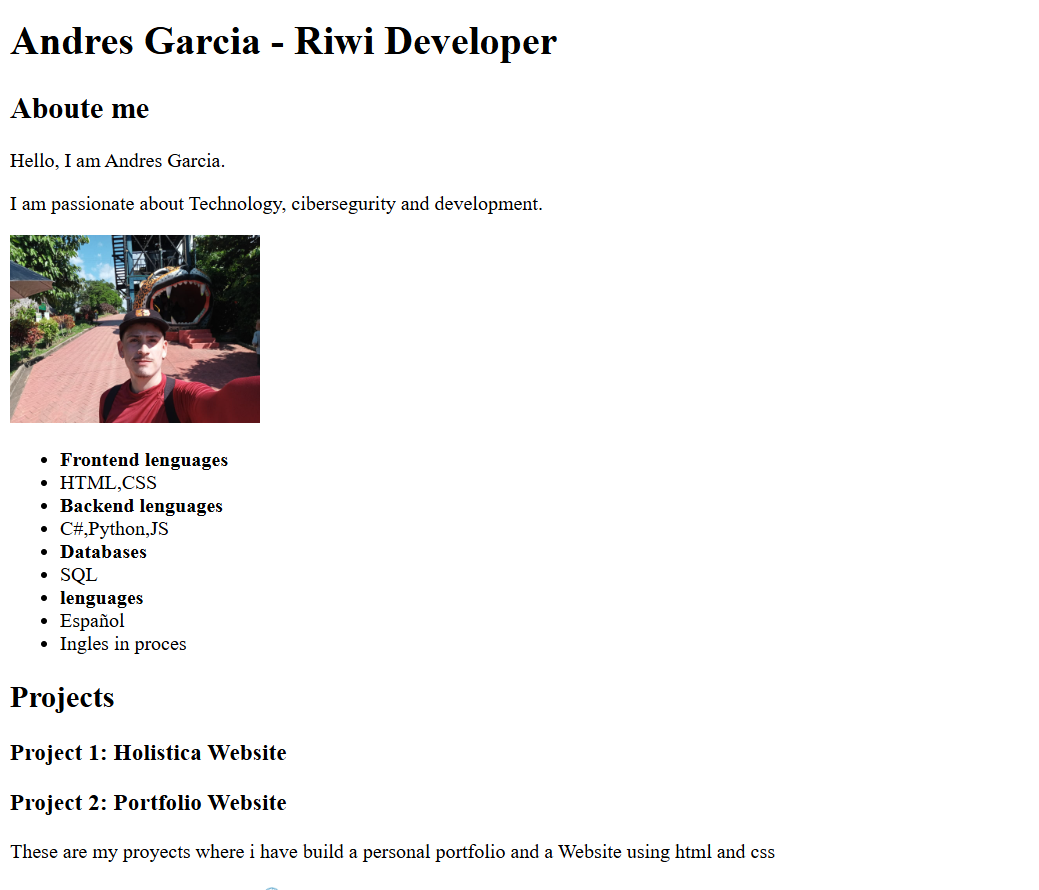 Andres Garcia - Riwi Developer
Aboute me
Hello, I am Andres Garcia.
I am passionate about Technology, cibersegurity and development.
Frontend lenguages
HTML,CSS
Backend lenguages
C#,Python,JS
Databases
SQL
lenguages
Español
Ingles in proces
Projects
Project 1: Holistica Website
Project 2: Portfolio Website
These are my proyects where i have build a personal portfolio and a Website using html and css